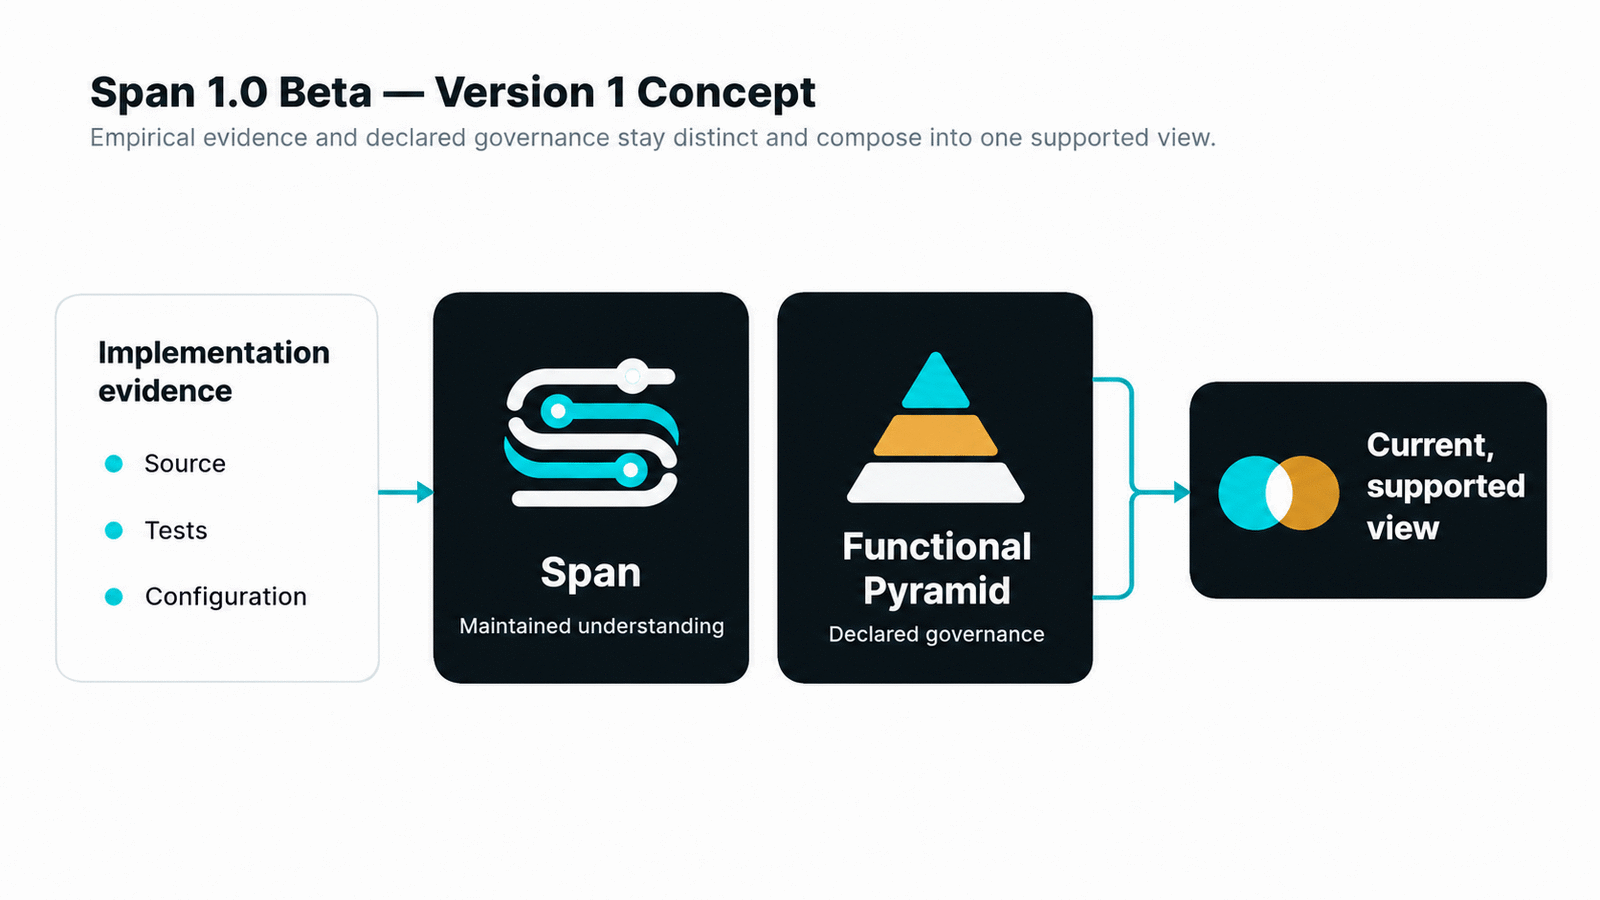 Span 1.0 Beta — Version 1 Concept
Empirical evidence and declared governance stay distinct and compose into one supported view.
Implementation
evidence
Source
Tests
Configuration
Span
Maintained understanding
Functional
Pyramid
Declared governance
Current,
supported
view